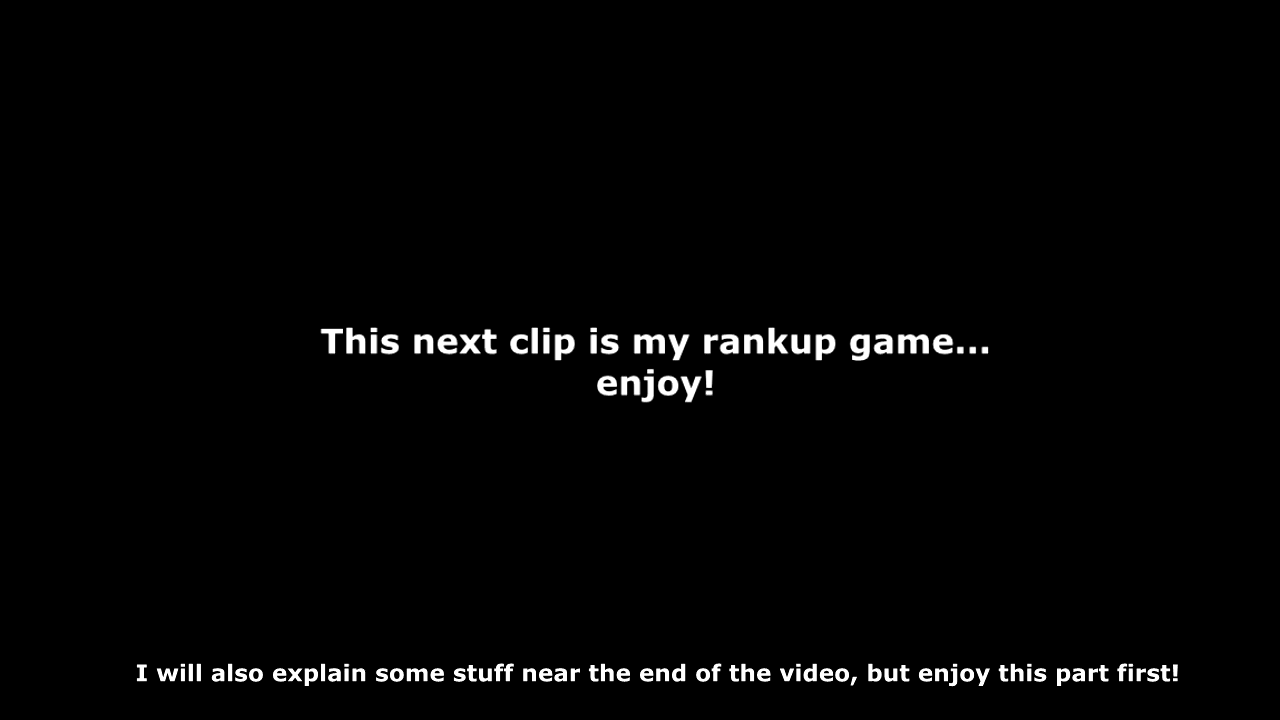 This next clip is my rankup game...
enjoy!
I will also explain some stuff near the end of the video, but enjoy this part first!